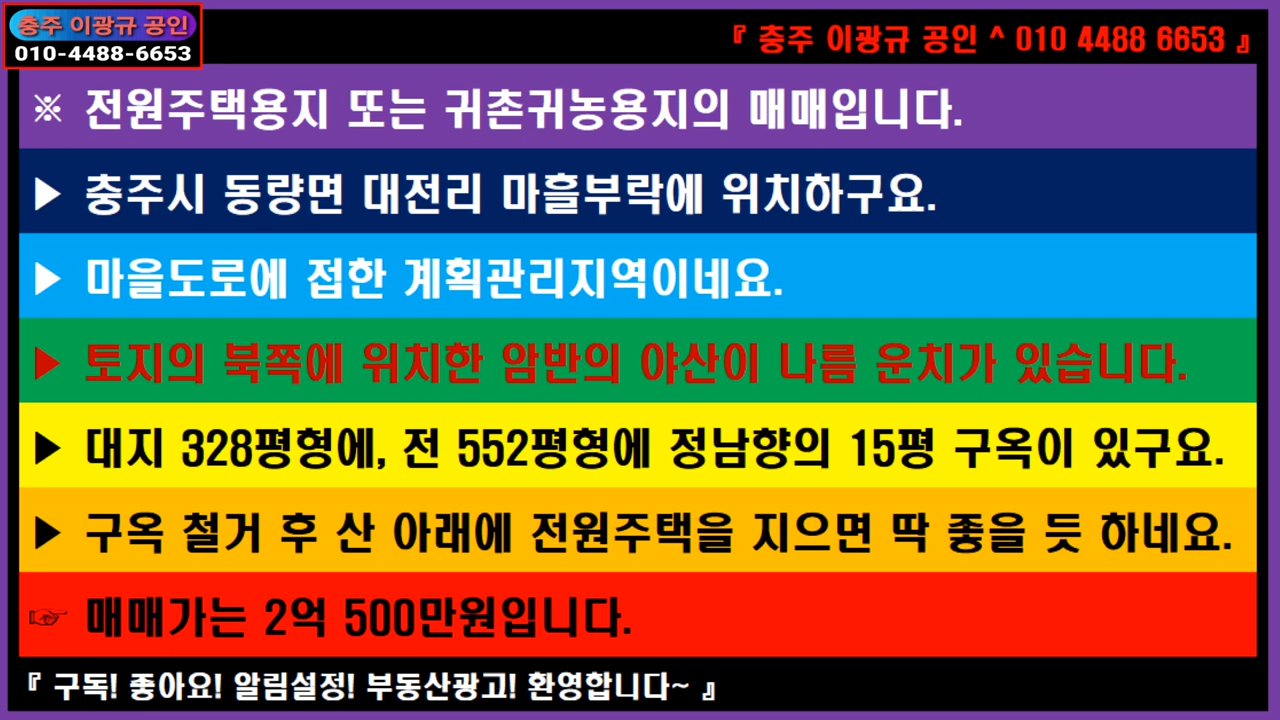 충주 이광규 공인
010-4488-6653
『 충주 이광규 공인 ^ 010 4488 6653 』
※ 전원주택용지 또는 귀촌귀농용지의 매매입니다.
▶ 충주시 동량면 대전리 마흘부락에 위치하구요.
▶ 마을도로에 접한 계획관리지역이네요.
▶ 토지의 북쪽에 위치한 암반의 야산이 나름 운치가 있습니다.
▶ 대지 328평형에, 전 552평형에 정남향의 15평 구옥이 있구요.
▶ 구옥 철거 후 산 아래에 전원주택을 지으면 딱 좋을 듯 하네요.
☞ 매매가는 2억 500만원입니다.
『 구독! 좋아요! 알림설정! 부동산광고! 환영합니다~ 』